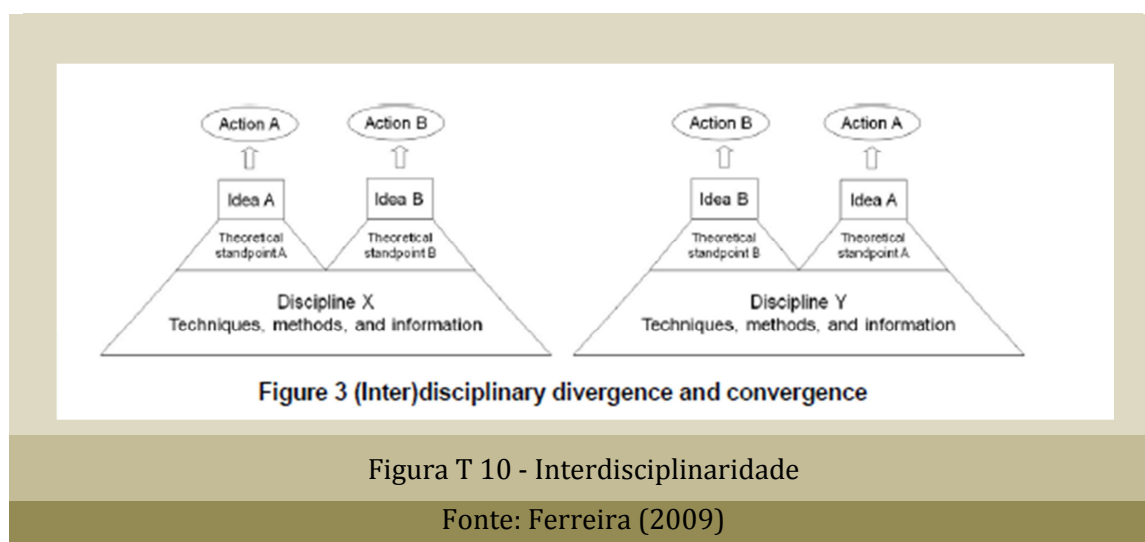 Action A Action B Action B Action A
Idea A Idea B Idea B Idea A
Theoretical Theoretical Theoretical Theoretical
standpoint A standpoint B standpoint B standpoint A
Discipline X Discipline Y
Techniques, methods, and information Techniques, methods, and information
Figure 3 (Inter)disciplinary divergence and convergence
Figura T 10 - Interdisciplinaridade
Fonte: Ferreira (2009)